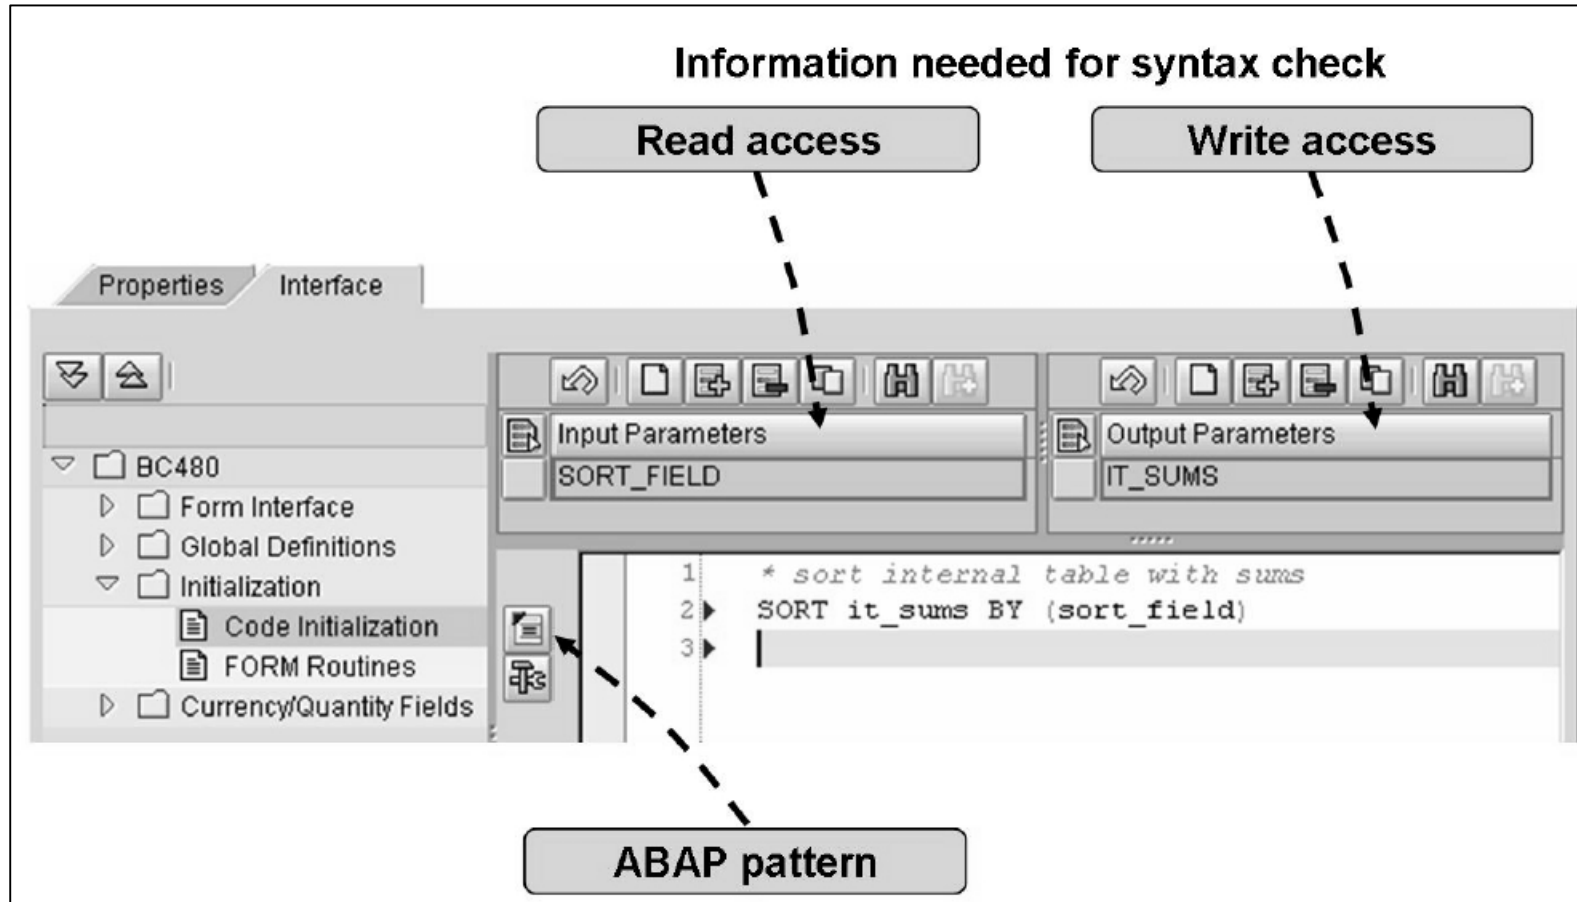 Information needed for syntax check
Read access
Write access
Properties
Interface
Input Parameters
Output Parameters
SORT_FIELD
IT_SUMS
BC480
Form Interface
Global Definitions
Initialization
Code Initialization
FORM Routines
Currency/Quantity Fields
1 * sort internal table with sums
2 SORT it_sums BY (sort_field)
3
ABAP pattern